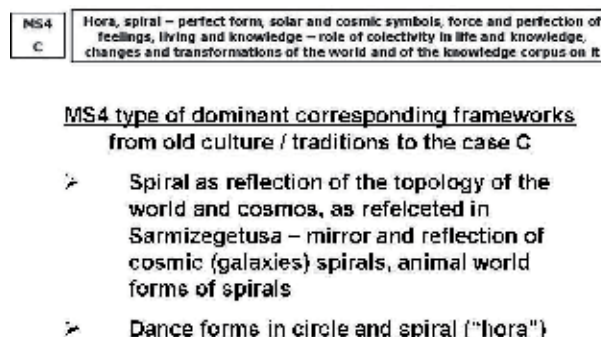 MS4
C
Hora, spiral – perfect form, solar and cosmic symbols, force and perfection of
feelings, living and knowledge – role of colectivity in life and knowledge,
changes and transformations of the world and of the knowledge corpus on it
MS4 type of dominant corresponding frameworks
from old culture / traditions to the case C
➢ Spiral as reflection of the topology of the
world and cosmos, as refelceted in
Sarmizegetusa – mirror and reflection of
cosmic (galaxies) spirals, animal world
forms of spirals
➢ Dance forms in circle and spiral ("hora")